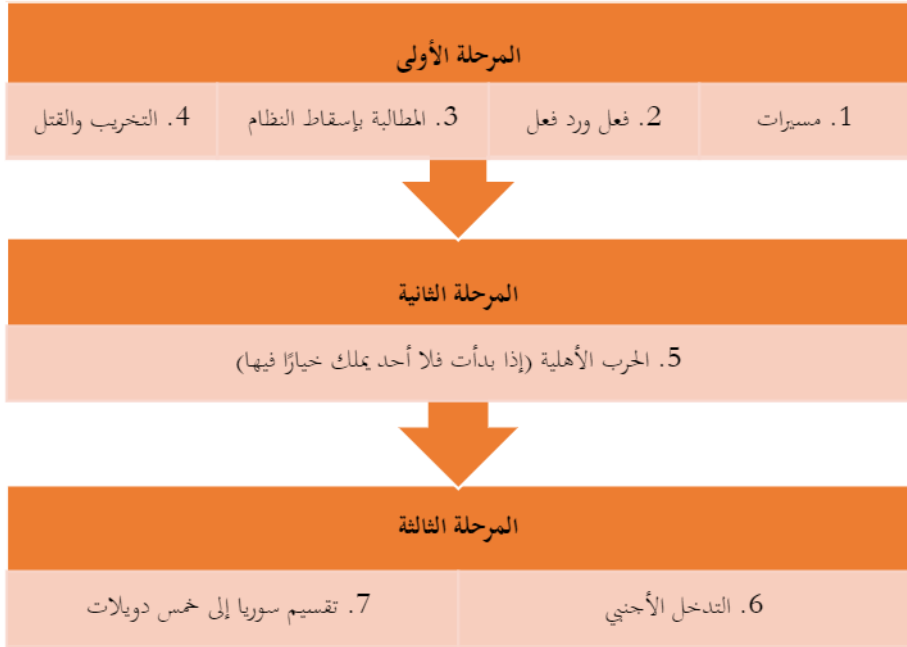 المرحلة الأولى
1. مسيرات
2. فعل ورد فعل
3. المطالبة بإسقاط النظام
4. التخريب والقتل
المرحلة الثانية
5. الحرب الأهلية (إذا بدأت فلا أحد يملك خيارًا فيها)
المرحلة الثالثة
6. التدخل الأجنبي
7. تقسيم سوريا إلى خمس دويلات